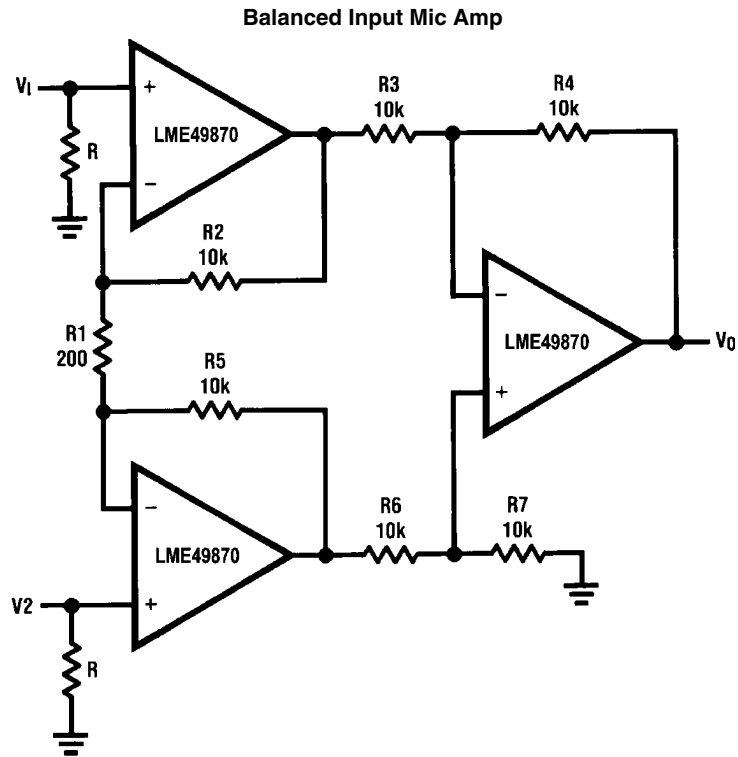 Balanced Input Mic Amp
VI
+
LME49870
−
R
R2
10k
R3
10k
R4
10k
R1
200
R5
10k
−
LME49870
+
VO
−
LME49870
+
V2
R
R6
10k
R7
10k